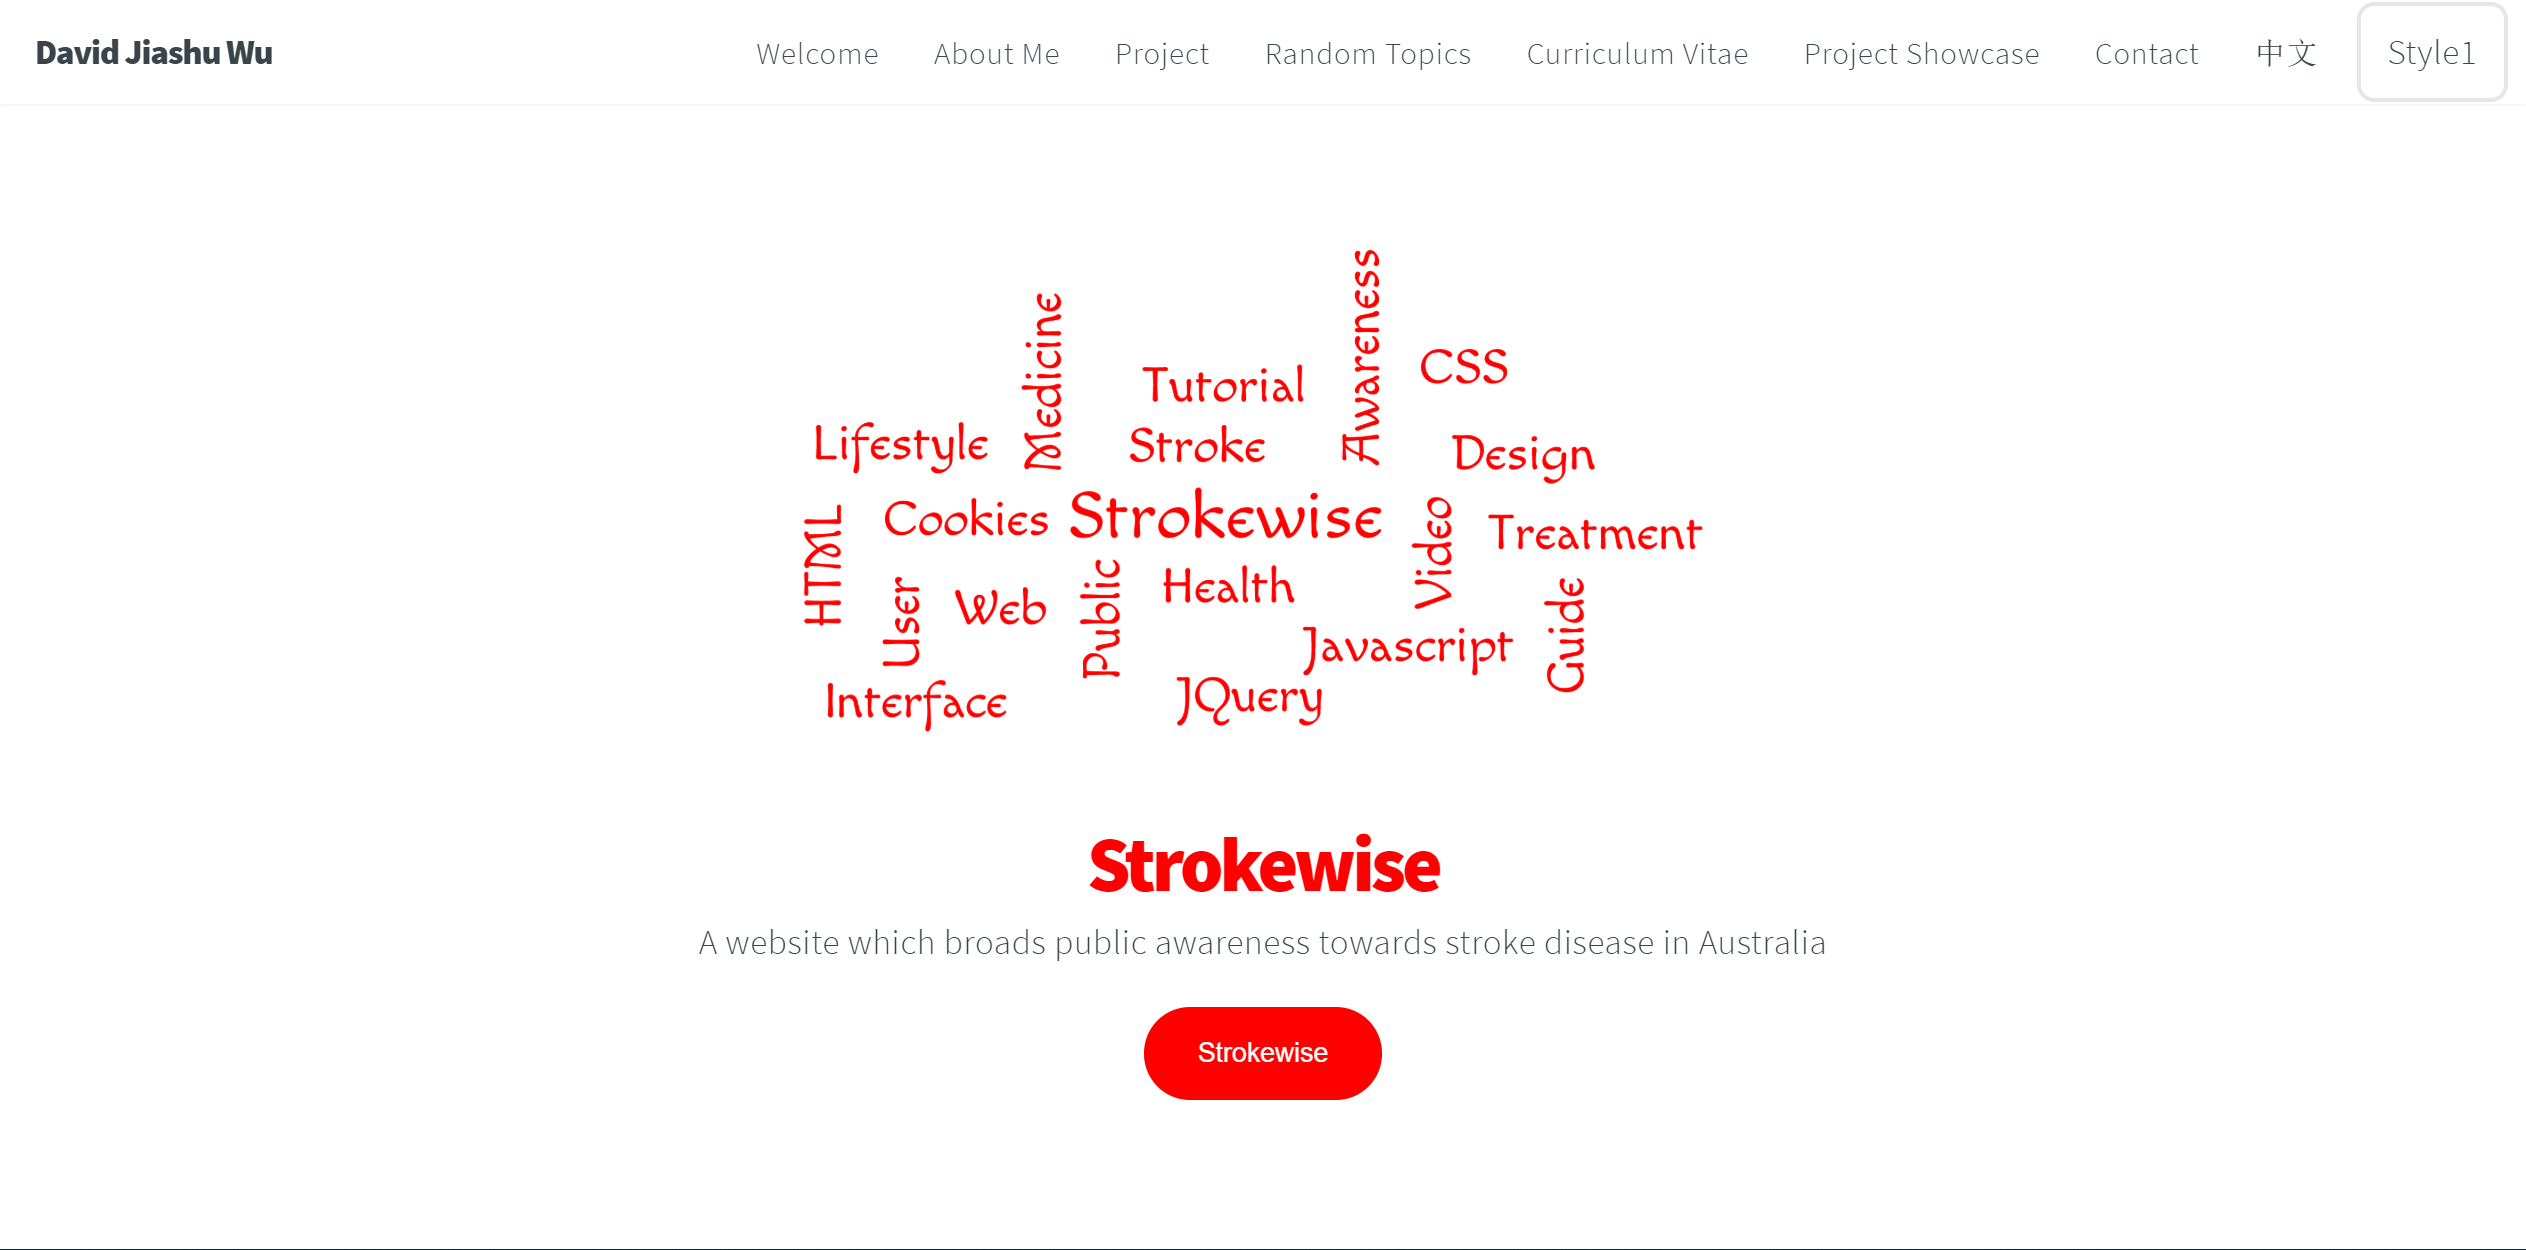 David Jiashu Wu
Welcome
About Me
Project
Random Topics
Curriculum Vitae
Project Showcase
Contact
中文
Style1
Awareness
Medicine
Tutorial
CSS
Lifestyle
Stroke
Design
Cookies
Strokewise
Video
Treatment
HTML
User
Web
Public
Health
Javascript
Guide
Interface
JQuery
Strokewise
A website which broads public awareness towards stroke disease in Australia
Strokewise